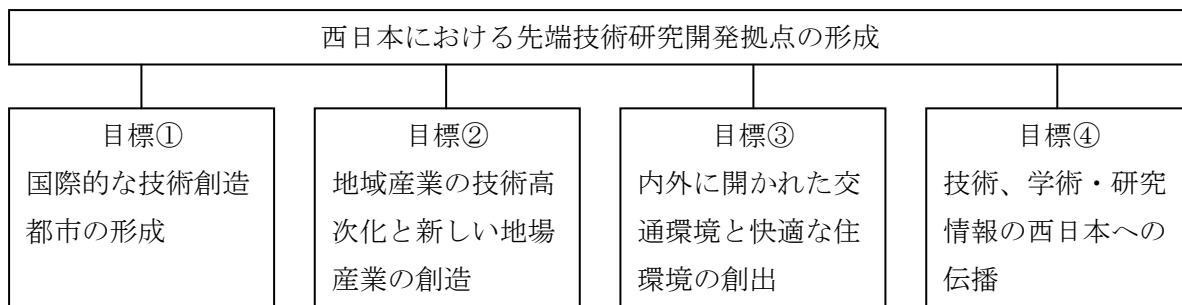 西日本における先端技術研究開発拠点の形成
目標①
国際的な技術創造
都市の形成
目標②
地域産業の技術高
次化と新しい地場
産業の創造
目標③
内外に開かれた交
通環境と快適な住
環境の創出
目標④
技術、学術・研究
情報の西日本への
伝播